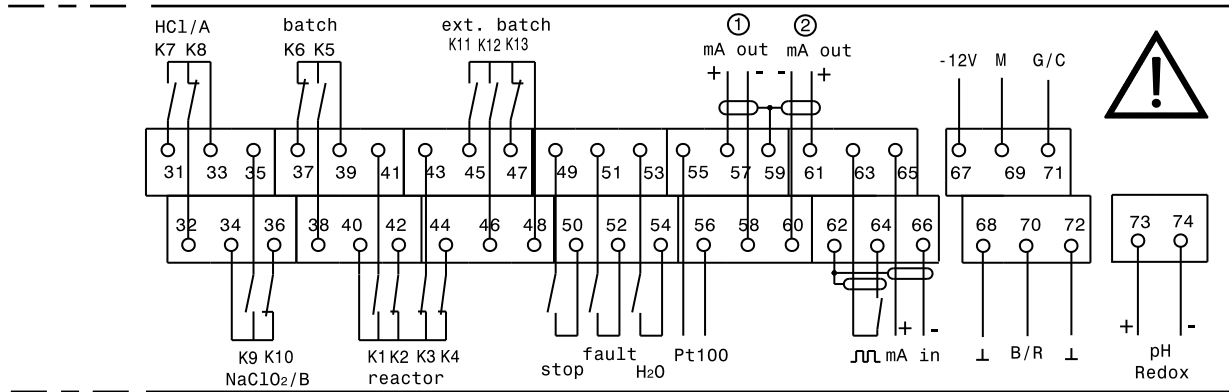 HCl/A batch ext. batch ① ②
K7 K8 K6 K5 K11 K12 K13 mA out mA out
+ - - + -12V M G/C
31 33 35 37 39 41 43 45 47 49 51 53 55 57 59 61 63 65 67 69 71
32 34 36 38 40 42 44 46 48 50 52 54 56 58 60 62 64 66 68 70 72 73 74
+ - + -
K9 K10 K1 K2 K3 K4 stop fault H₂O Pt100 mA in B/R pH
NaClO₂/B reactor Redox